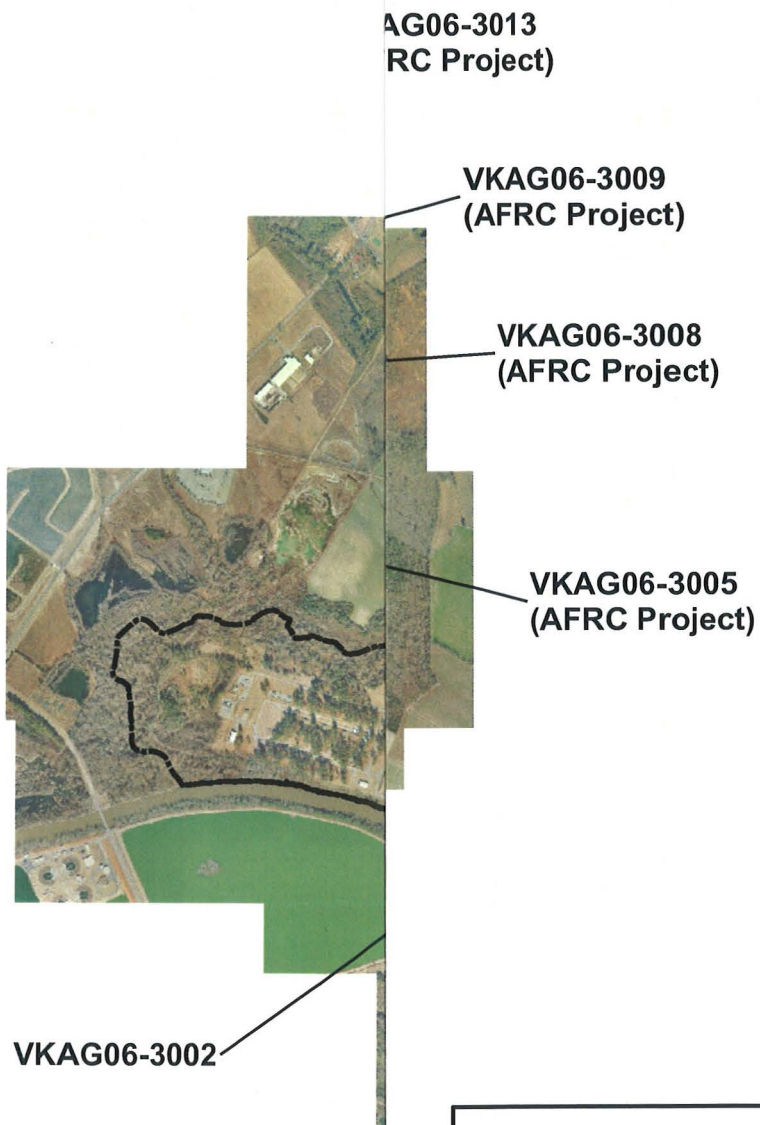 AG06-3013
RC Project)
VKAG06-3009
(AFRC Project)
VKAG06-3008
(AFRC Project)
VKAG06-3005
(AFRC Project)
VKAG06-3002